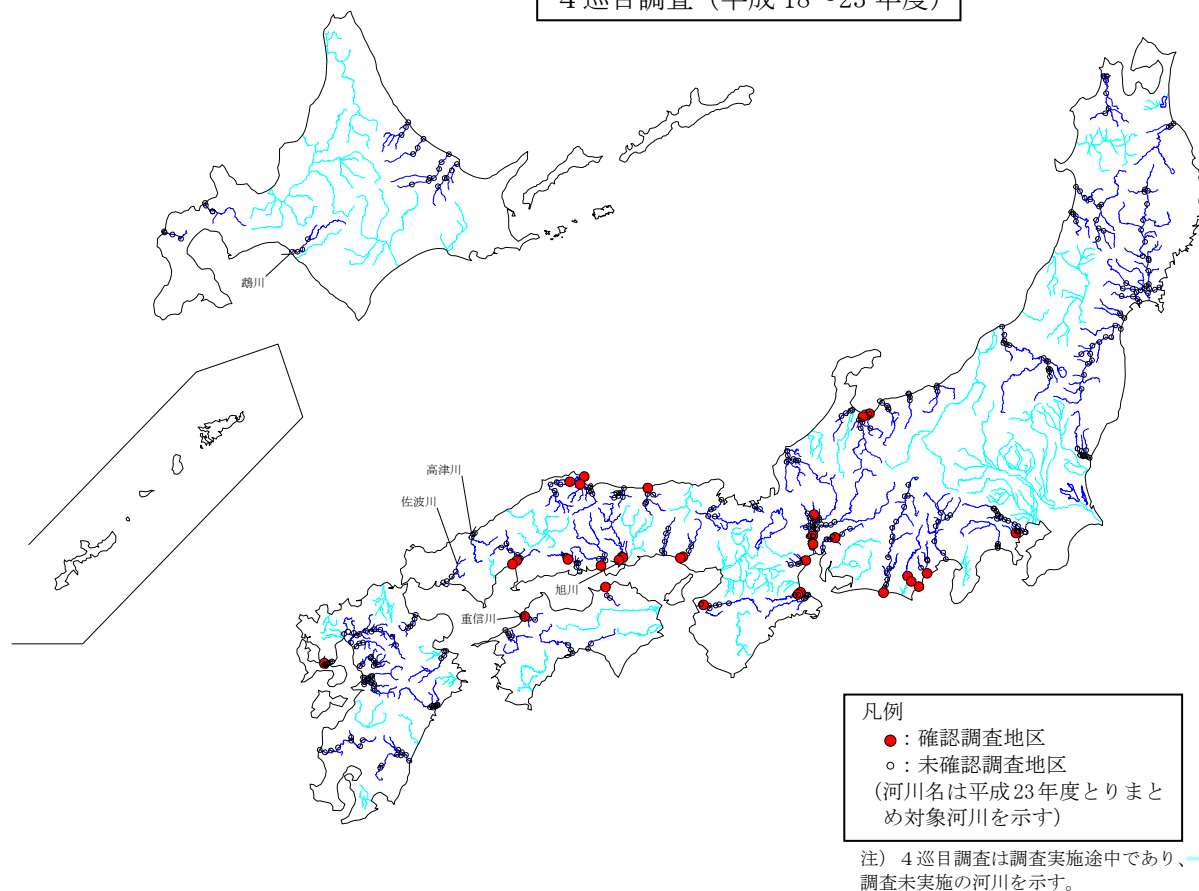 4巡目調査（平成18~23年度）
鵡川
高津川
佐波川
旭川
重信川
凡例
：確認調査地区
：未確認調査地区
（河川名は平成23年度とりまと
め対象河川を示す）
注）４巡目調査は調査実施途中であり、
調査未実施の河川を示す。